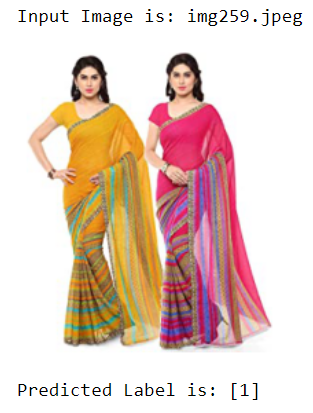 Input Image is: img259.jpeg
Predicted Label is: [1]